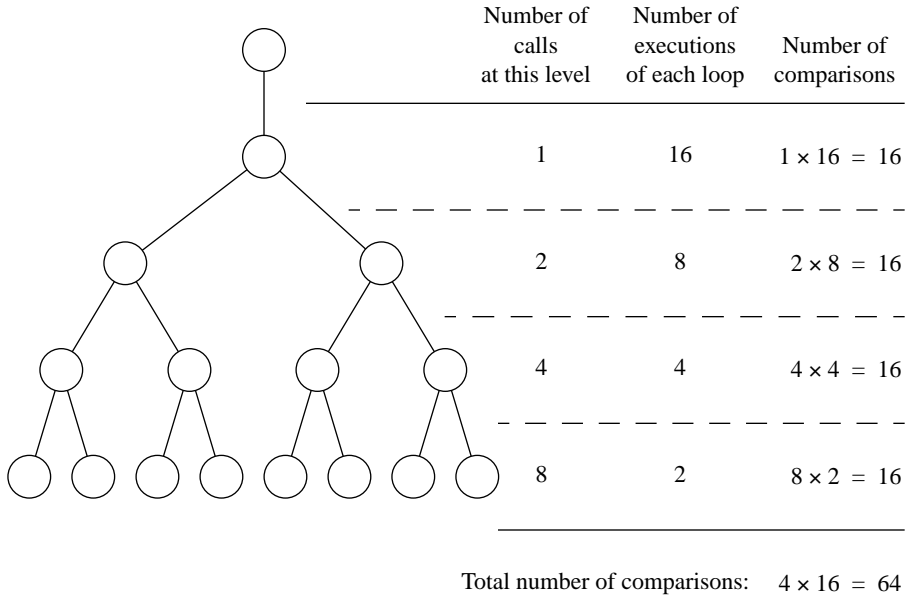 Number of calls at this level
Number of executions of each loop
Number of comparisons
1 16 1 × 16 = 16
2 8 2 × 8 = 16
4 4 4 × 4 = 16
8 2 8 × 2 = 16
Total number of comparisons: 4 × 16 = 64